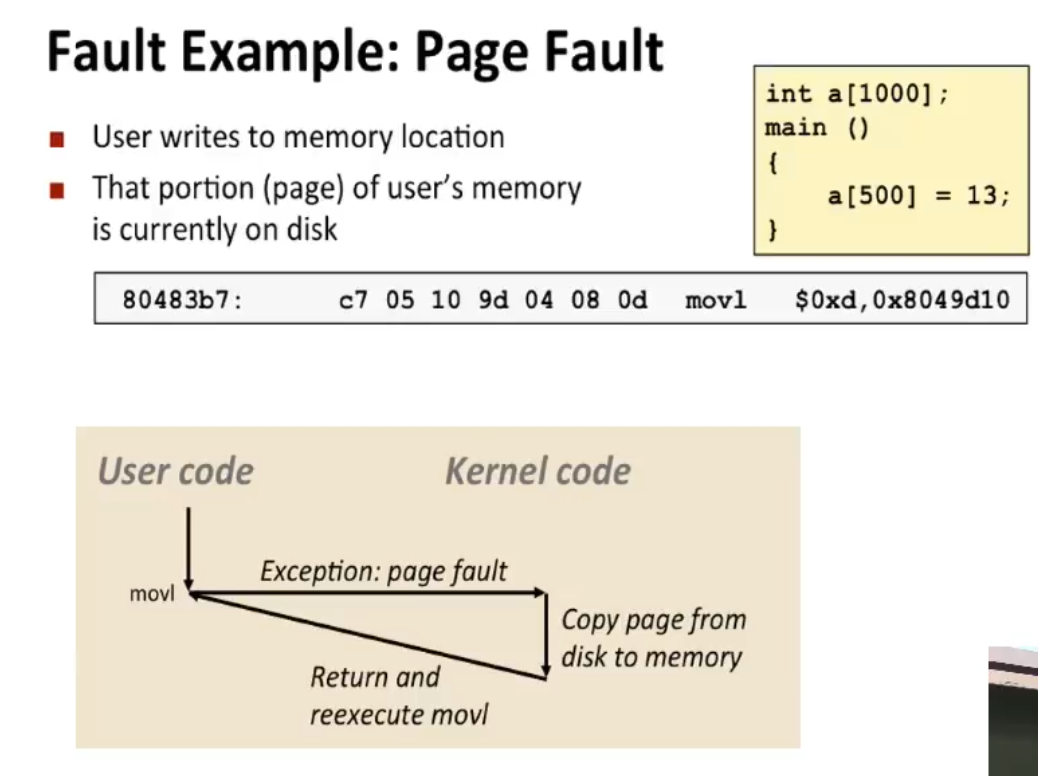 Fault Example: Page Fault
User writes to memory location
That portion (page) of user's memory
is currently on disk
int a[1000];
main ()
{
    a[500] = 13;
}
80483b7:      c7 05 10 9d 04 08 0d   movl   $0xd,0x8049d10
User code
Kernel code
Exception: page fault
movl
Copy page from
disk to memory
Return and
reexecute movl